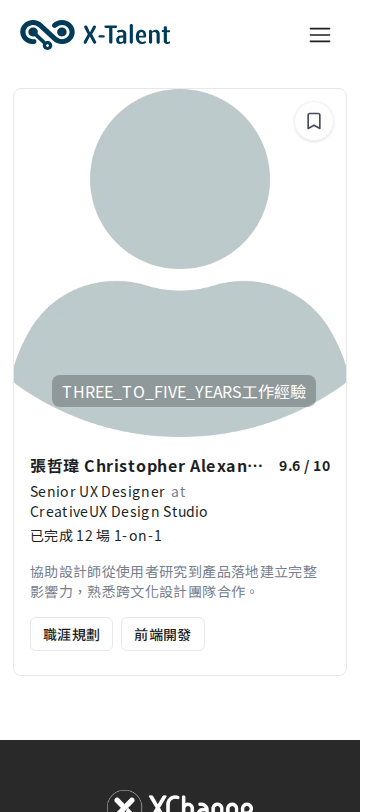 X-Talent
THREE_TO_FIVE_YEARS工作經驗
張哲瑋 Christopher Alexan…
9.6 / 10
Senior UX Designer at
CreativeUX Design Studio
已完成 12 場 1-on-1
協助設計師從使用者研究到產品落地建立完整
影響力，熟悉跨文化設計團隊合作。
職涯規劃
前端開發
XChange